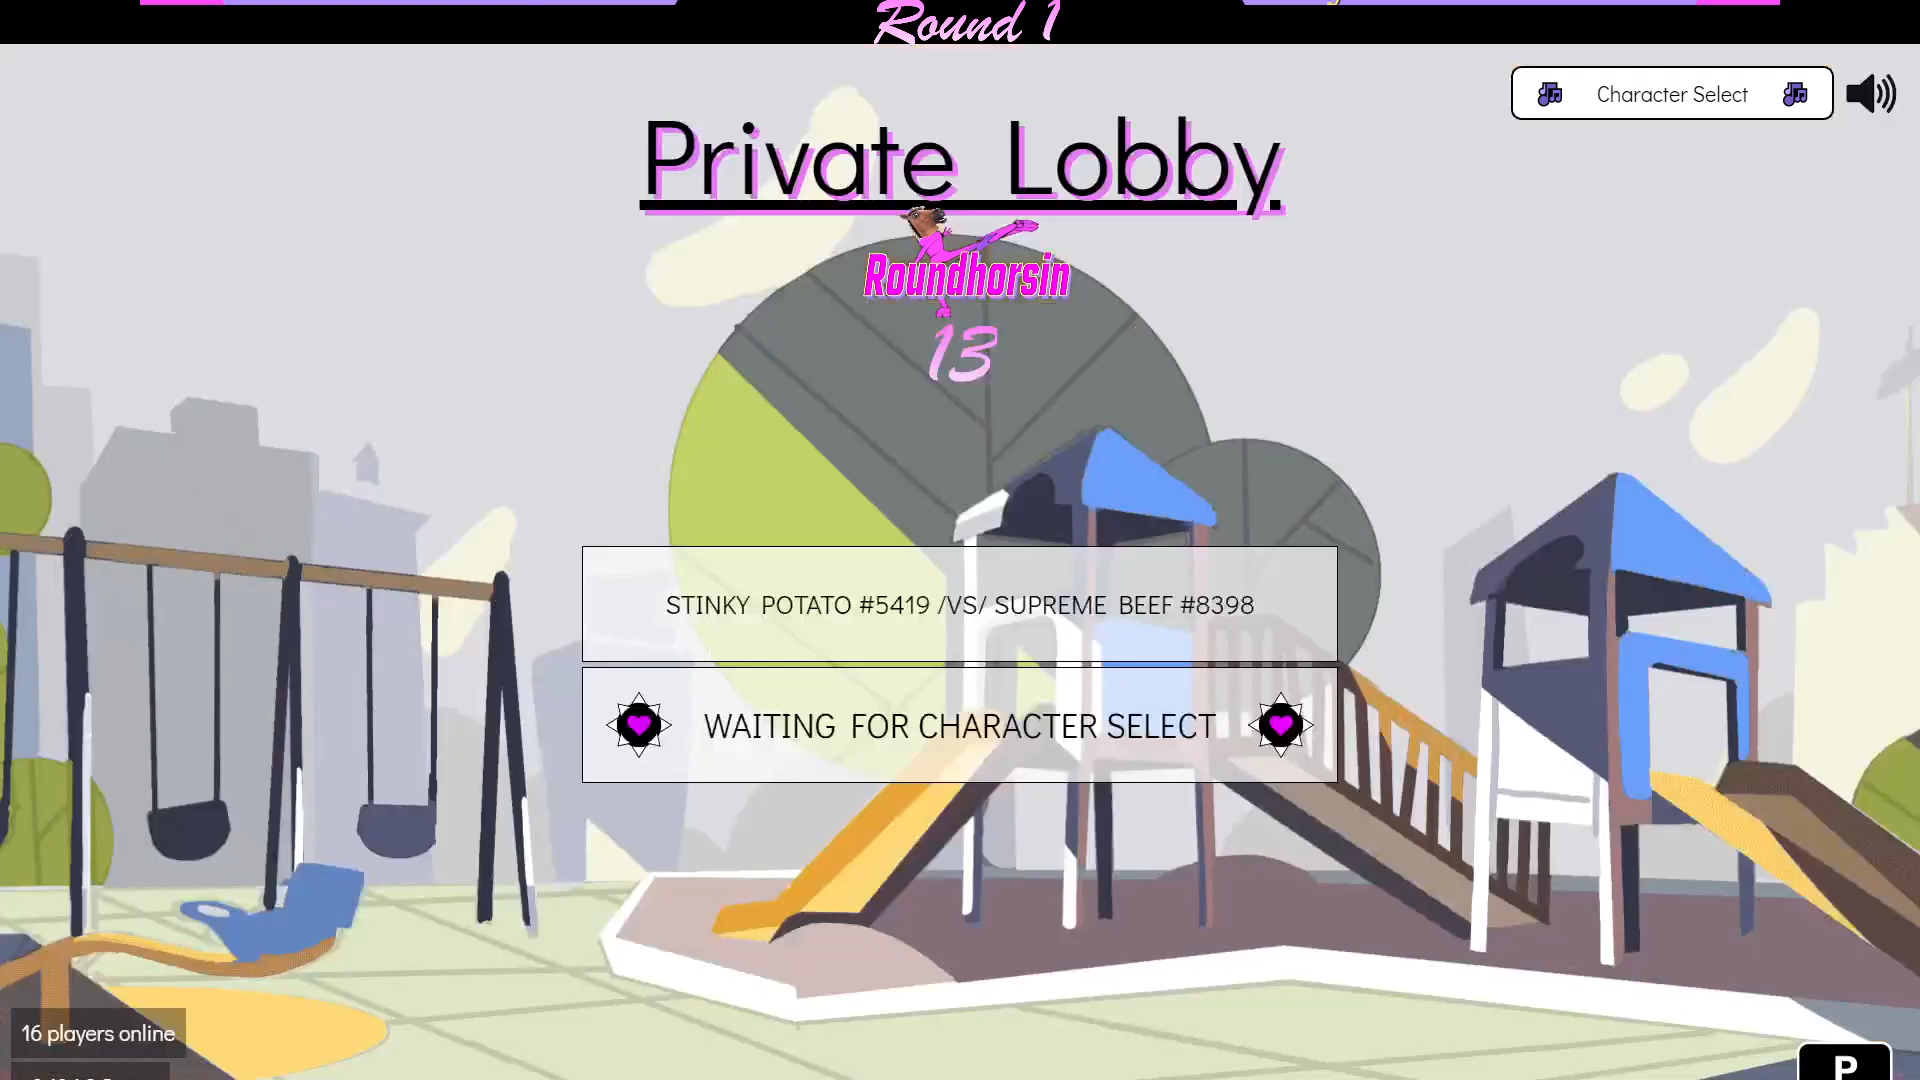 Round 1
Character Select
Private Lobby
Roundhorsin
13
STINKY POTATO #5419 /VS/ SUPREME BEEF #8398
WAITING FOR CHARACTER SELECT
16 players online
P